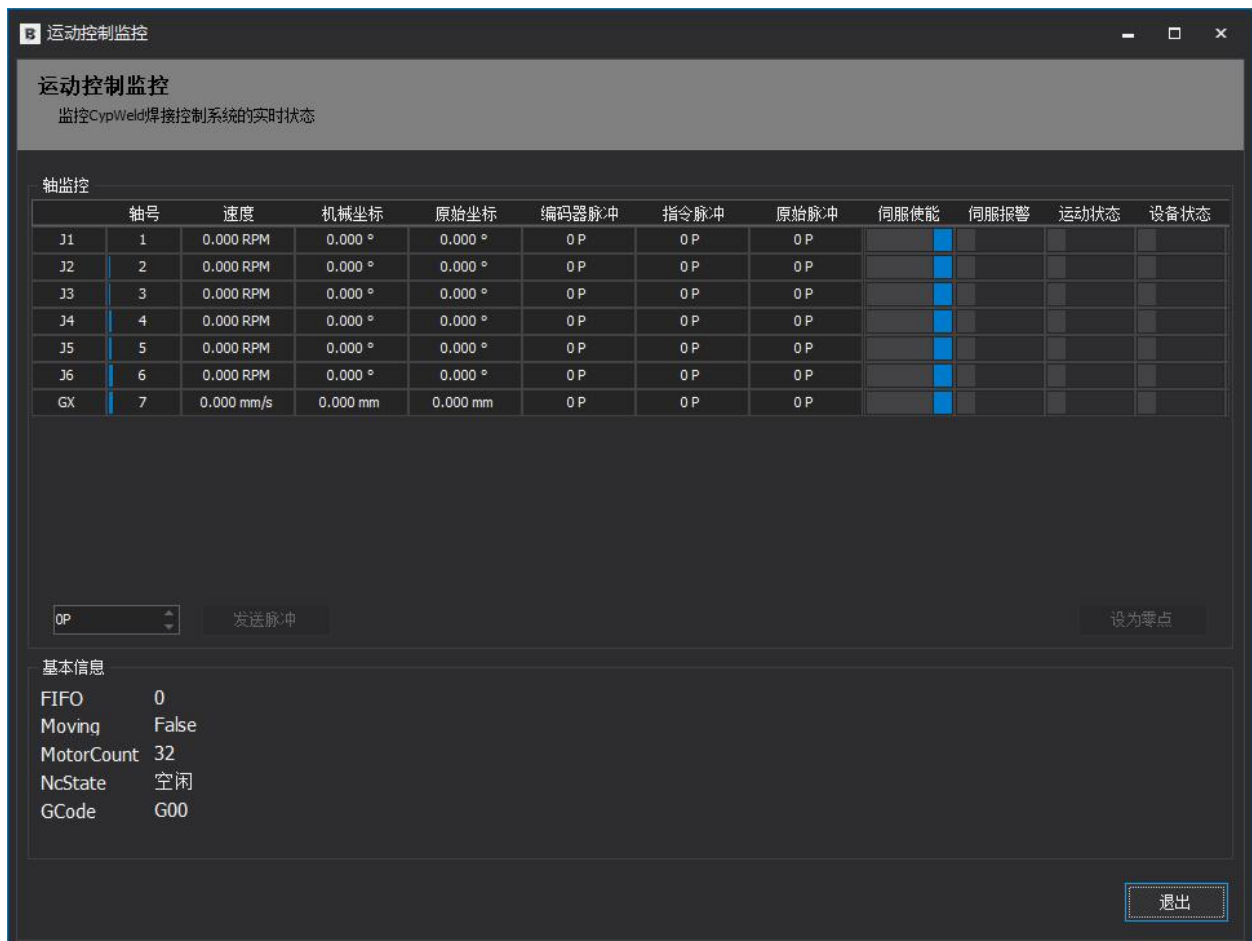 B 运动控制监控
运动控制监控
监控CypWeld焊接控制系统的实时状态
轴监控
轴号 速度 机械坐标 原始坐标 编码器脉冲 指令脉冲 原始脉冲 伺服使能 伺服报警 运动状态 设备状态
J1 1 0.000 RPM 0.000 ° 0.000 ° 0 P 0 P 0 P
J2 2 0.000 RPM 0.000 ° 0.000 ° 0 P 0 P 0 P
J3 3 0.000 RPM 0.000 ° 0.000 ° 0 P 0 P 0 P
J4 4 0.000 RPM 0.000 ° 0.000 ° 0 P 0 P 0 P
J5 5 0.000 RPM 0.000 ° 0.000 ° 0 P 0 P 0 P
J6 6 0.000 RPM 0.000 ° 0.000 ° 0 P 0 P 0 P
GX 7 0.000 mm/s 0.000 mm 0.000 mm 0 P 0 P 0 P
0P 发送脉冲 设为零点
基本信息
FIFO 0
Moving False
MotorCount 32
NcState 空闲
GCode G00
退出